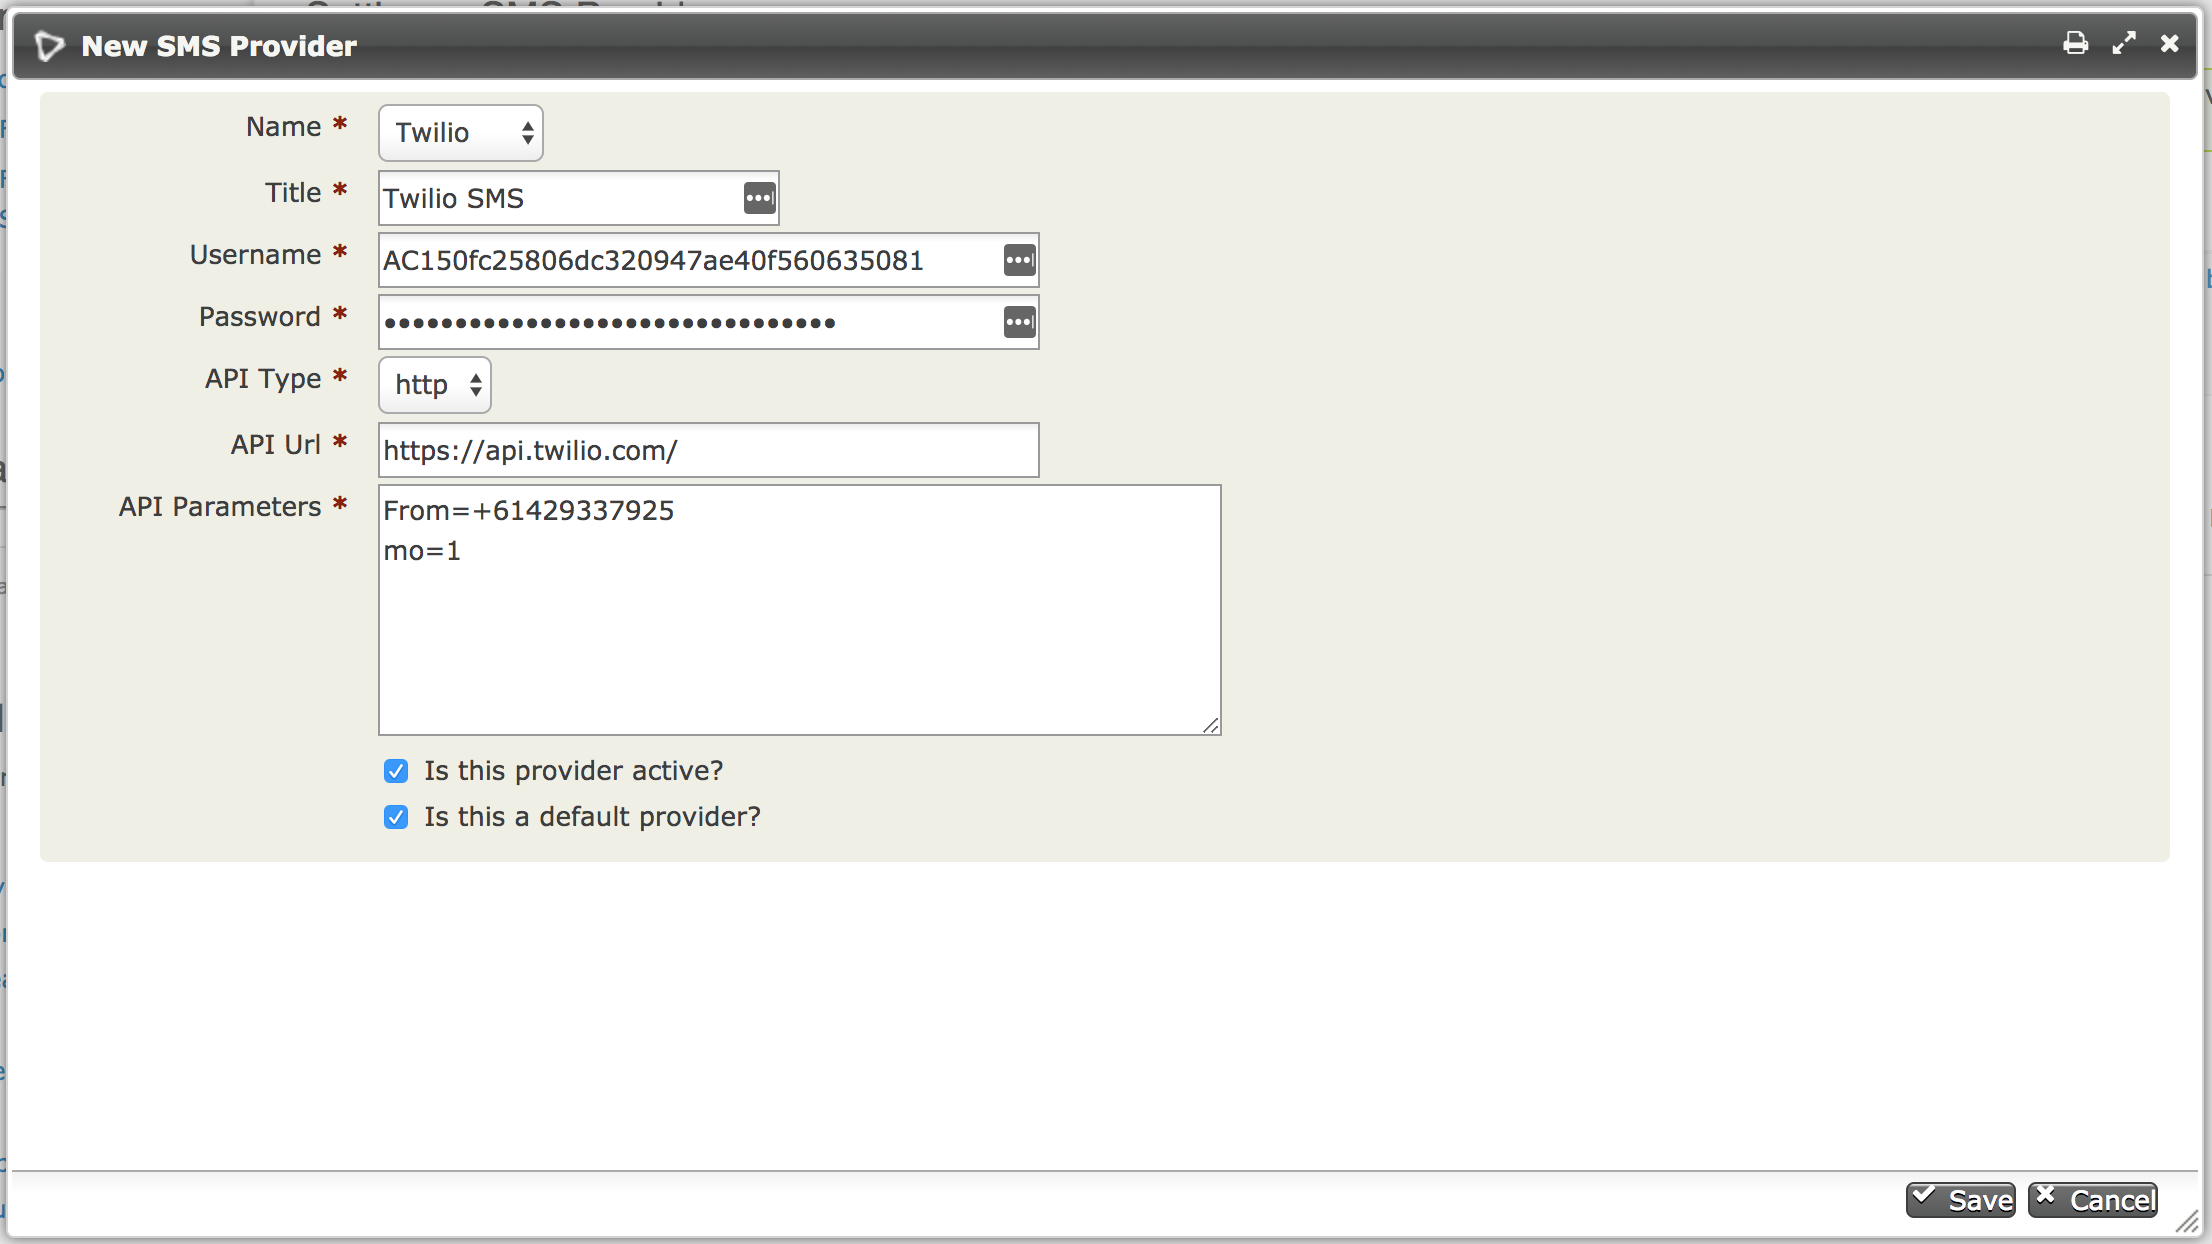 New SMS Provider
Name *
Twilio
Title *
Twilio SMS
Username *
AC150fc25806dc320947ae40f560635081
Password *
••••••••••••••••••••••••••••••••
API Type *
http
API Url *
https://api.twilio.com/
API Parameters *
From=+61429337925
mo=1
Is this provider active?
Is this a default provider?
Save
Cancel